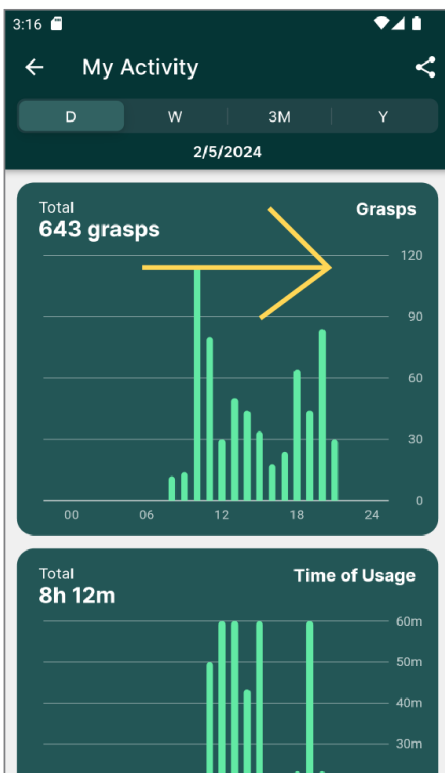 3:16
My Activity
D W 3M Y
2/5/2024
Total
Grasps
643 grasps
120
90
60
30
0
00 06 12 18 24
Total
Time of Usage
8h 12m
60m
50m
40m
30m